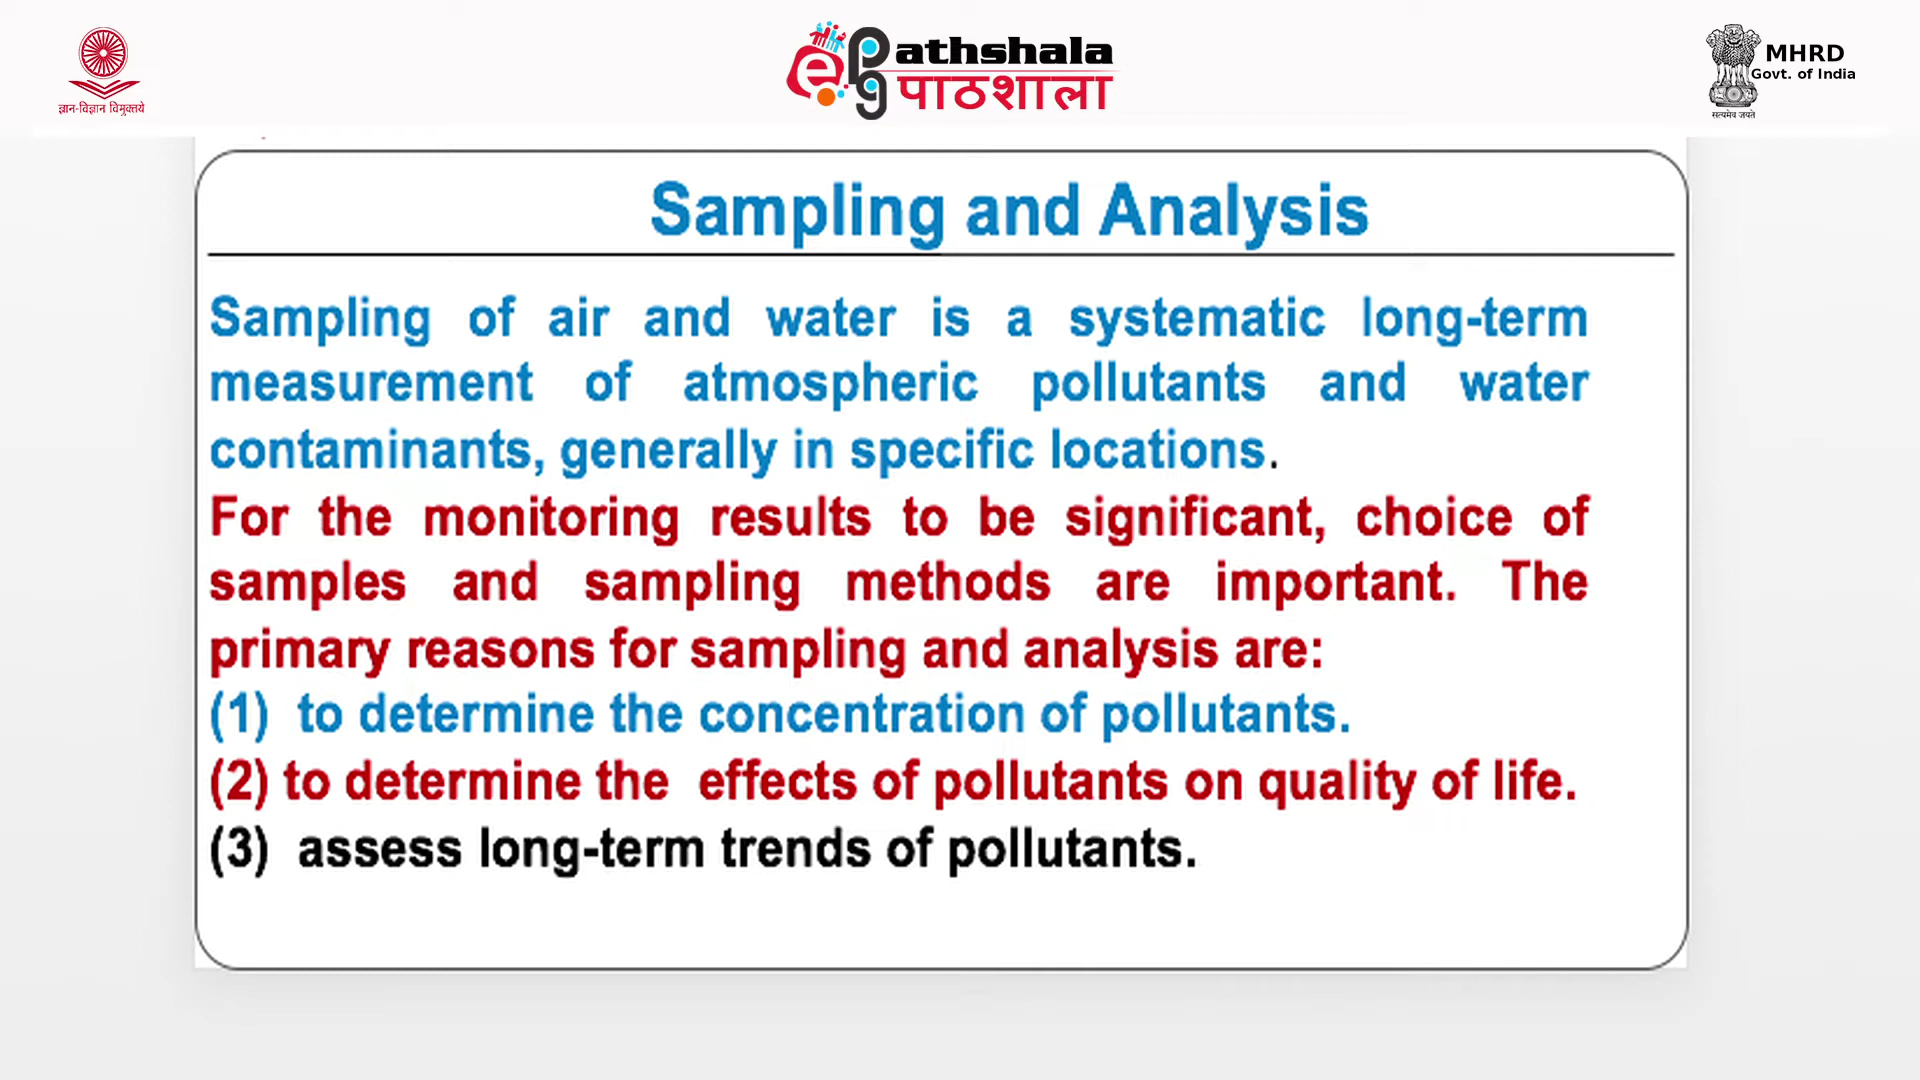 ज्ञान-विज्ञान विमुक्तये
ePathshala
पाठशाला
MHRD
Govt. of India
सत्यमेव जयते
Sampling and Analysis
Sampling of air and water is a systematic long-term
measurement of atmospheric pollutants and water
contaminants, generally in specific locations.
For the monitoring results to be significant, choice of
samples and sampling methods are important. The
primary reasons for sampling and analysis are:
(1) to determine the concentration of pollutants.
(2) to determine the effects of pollutants on quality of life.
(3) assess long-term trends of pollutants.